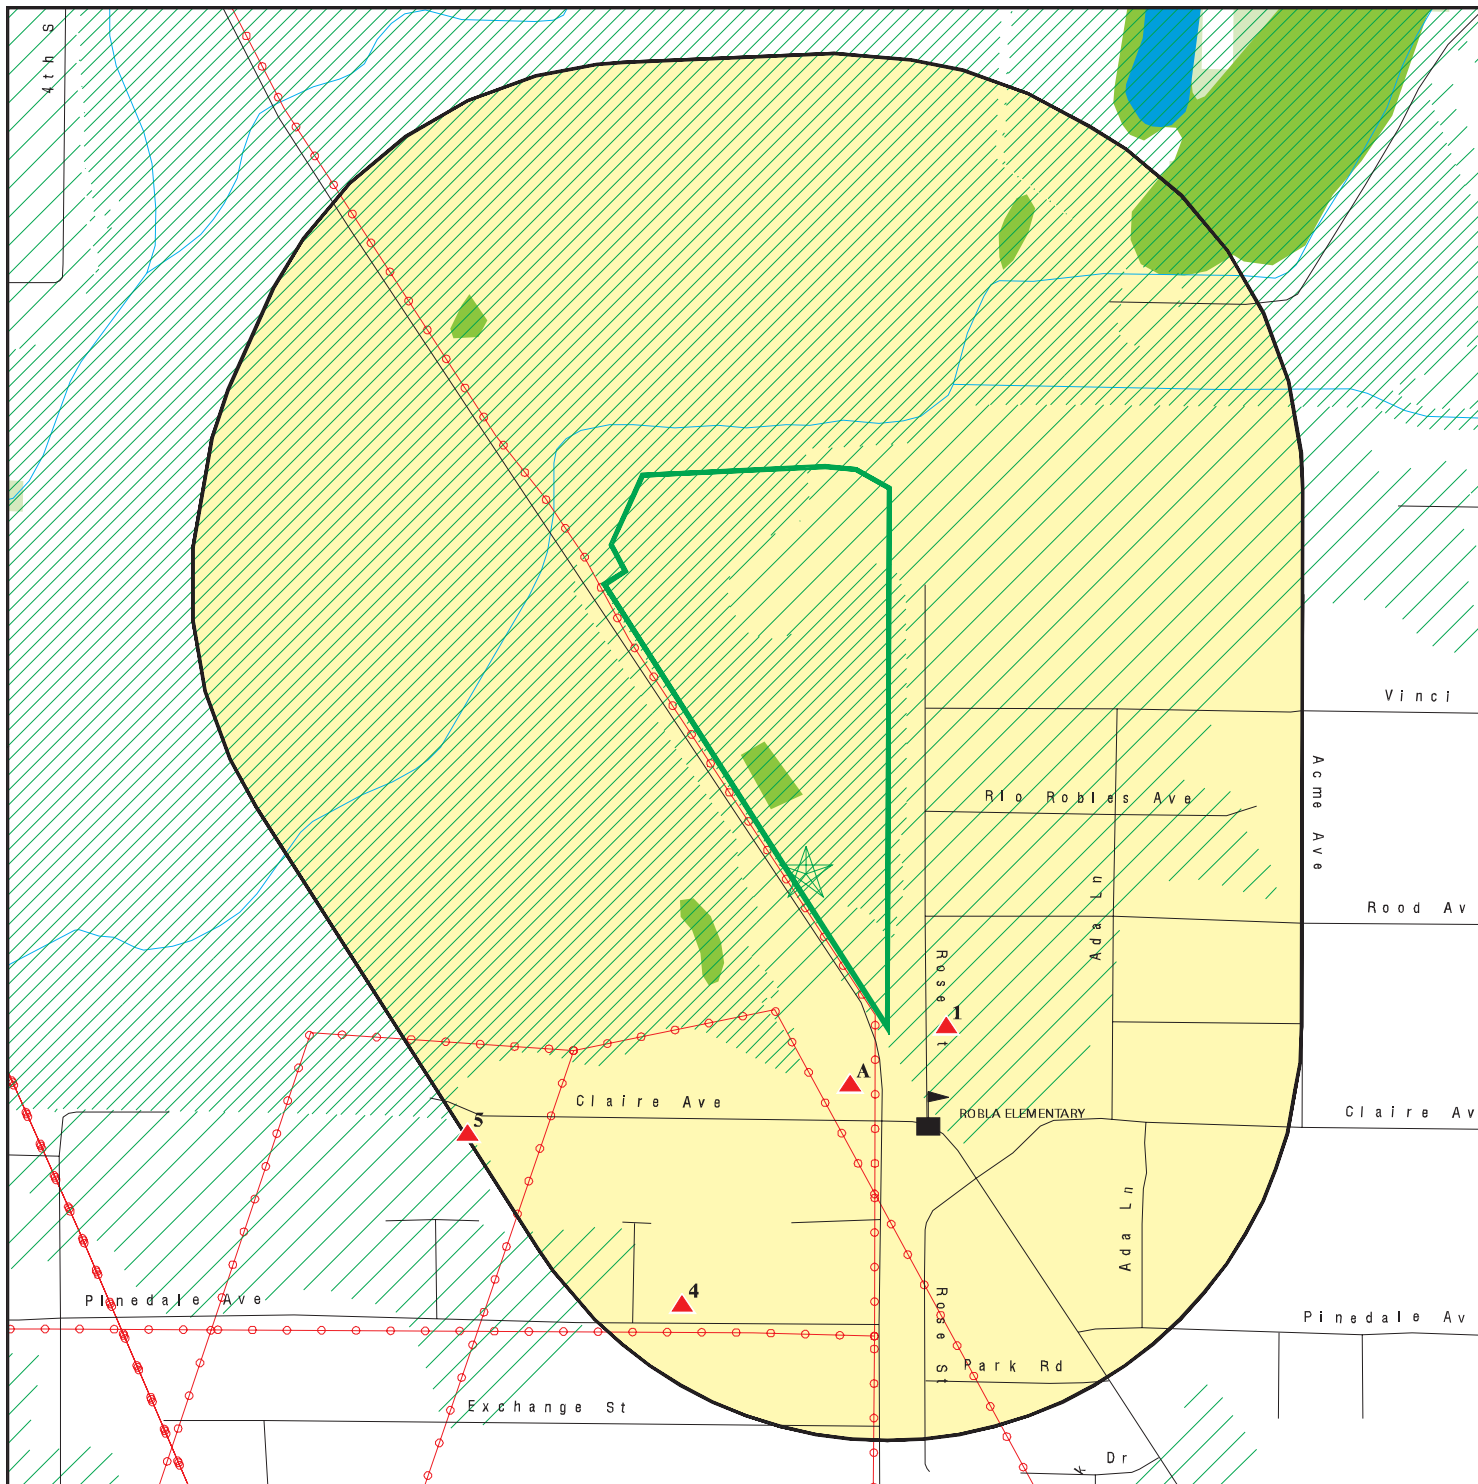 4th S
Vinci
Acme Ave
Rio Robles Ave
Ada Ln
Rood Av
Rose St
1
A
ROBLA ELEMENTARY
Claire Ave
5
Claire Av
Ada Ln
Pinedale Ave
4
Rose St
Pinedale Av
Park Rd
Exchange St
k Dr